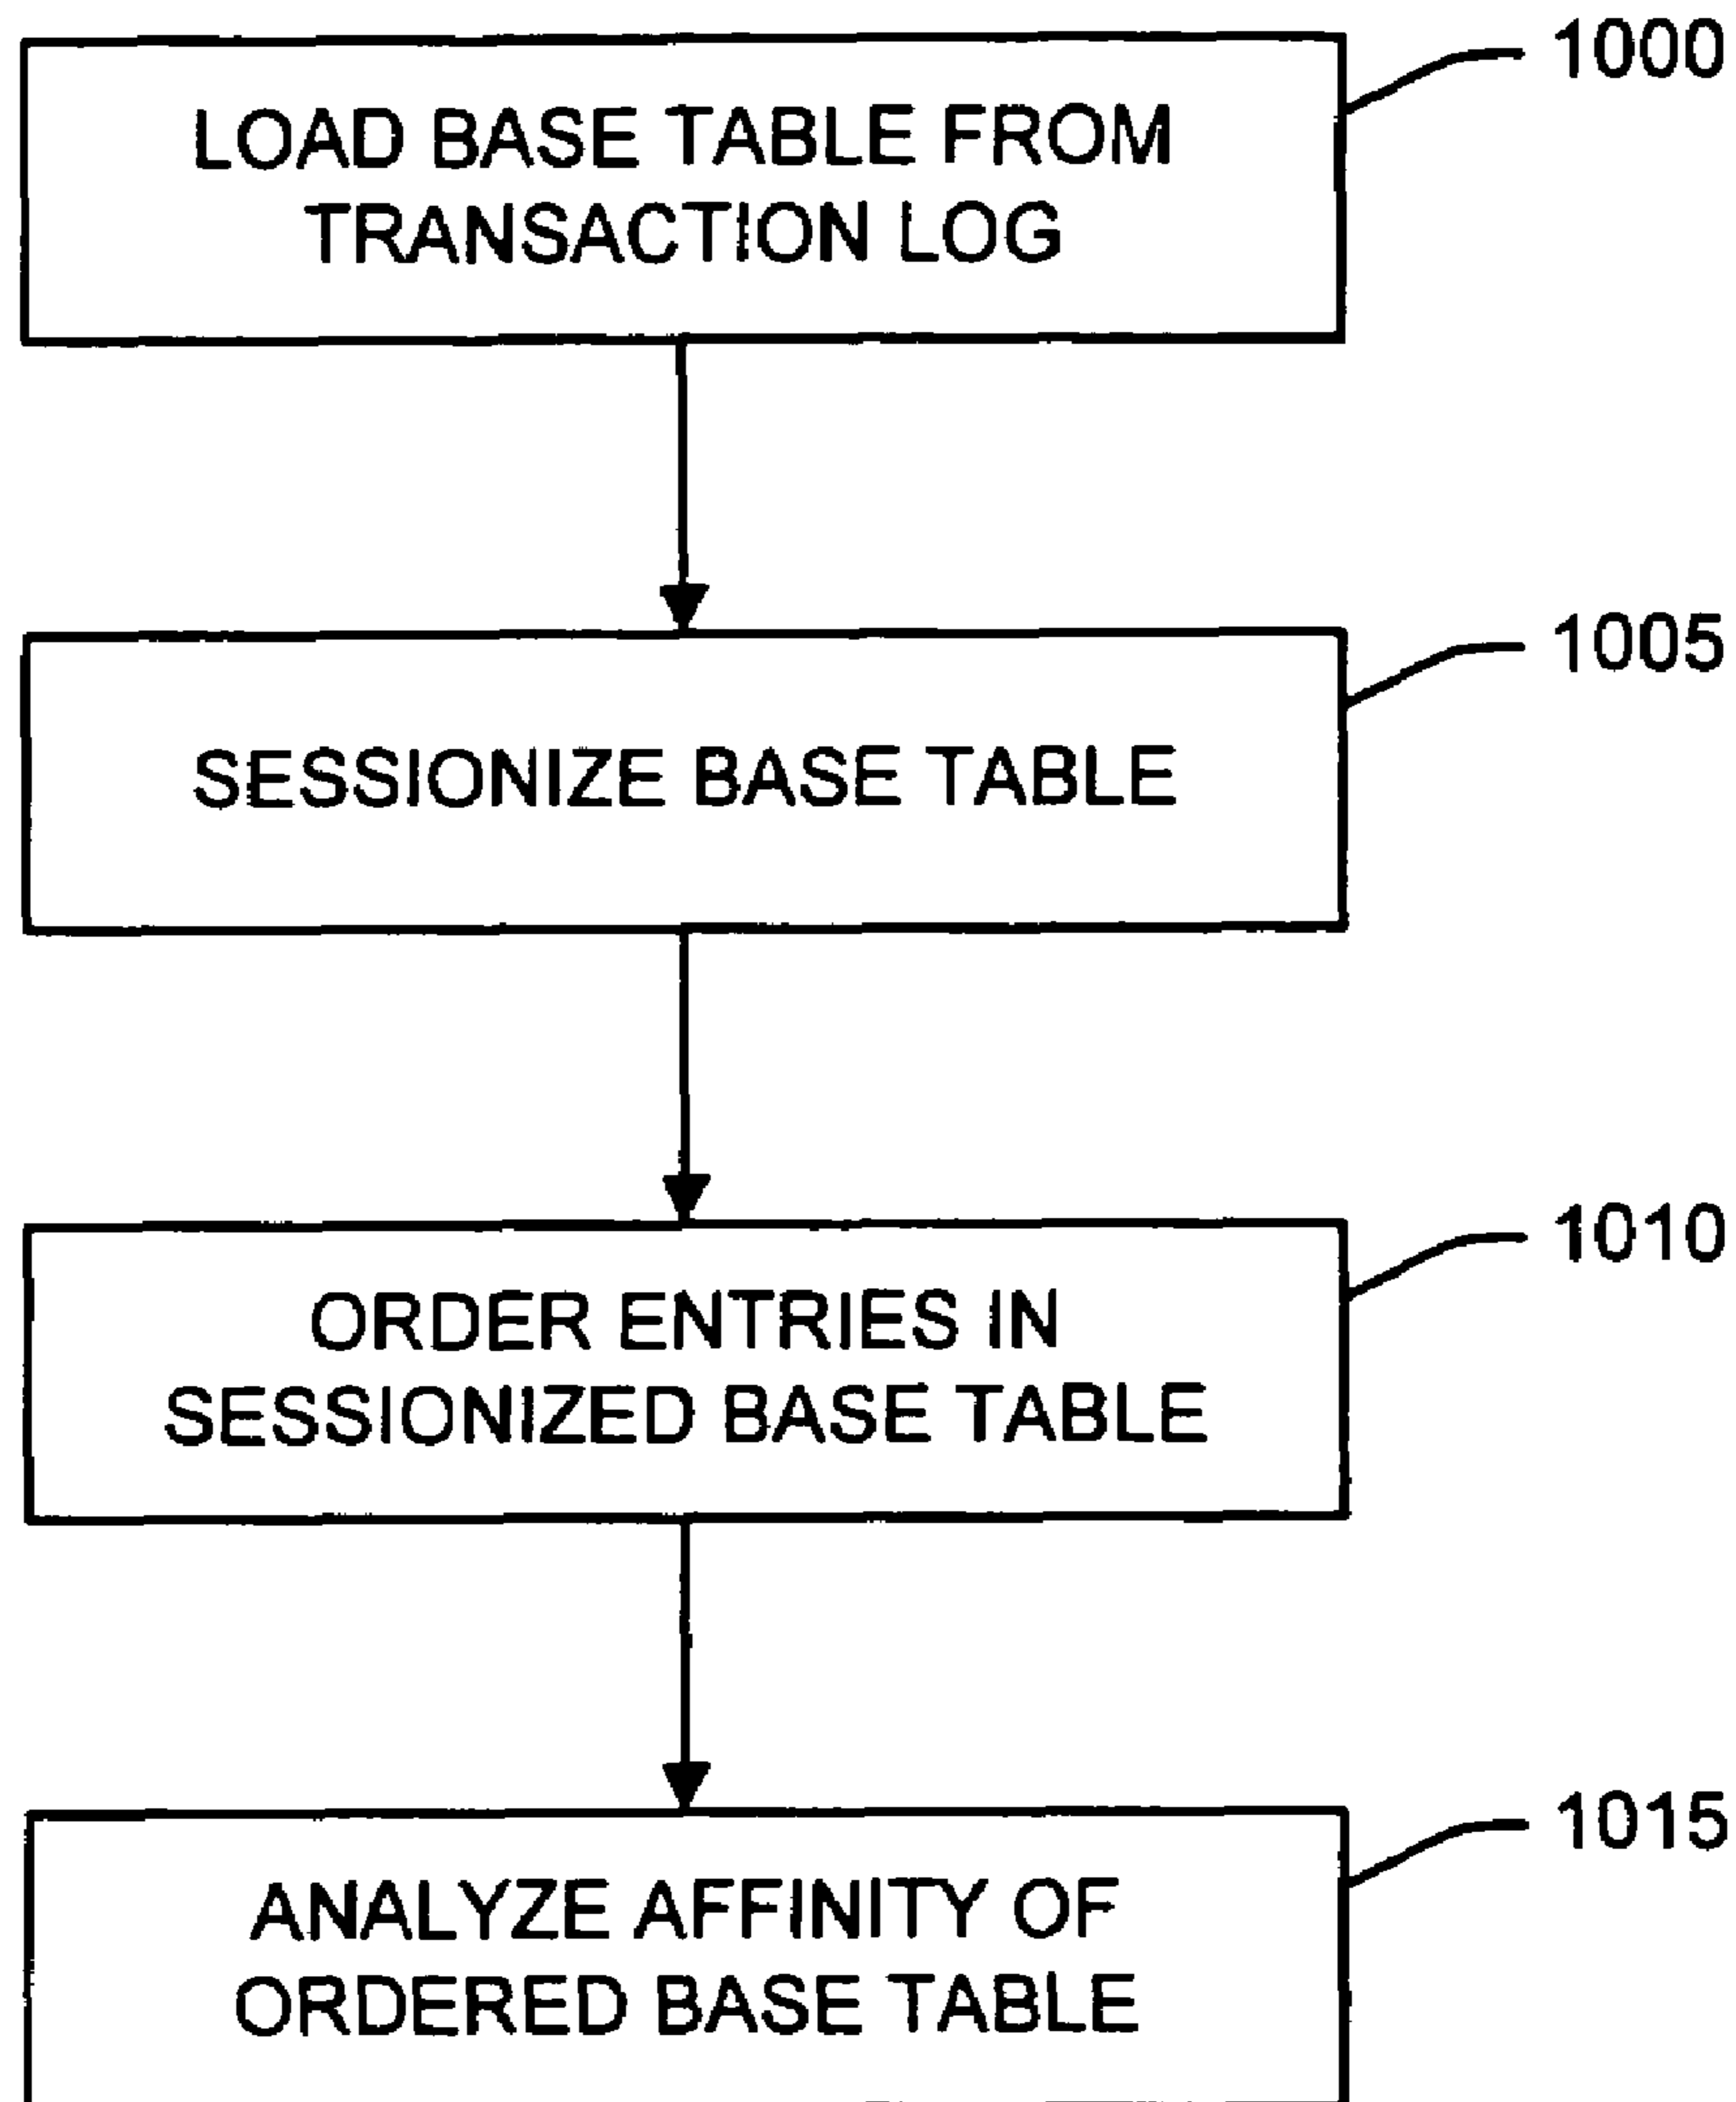 1000
LOAD BASE TABLE FROM
TRANSACTION LOG
1005
SESSIONIZE BASE TABLE
1010
ORDER ENTRIES IN
SESSIONIZED BASE TABLE
1015
ANALYZE AFFINITY OF
ORDERED BASE TABLE